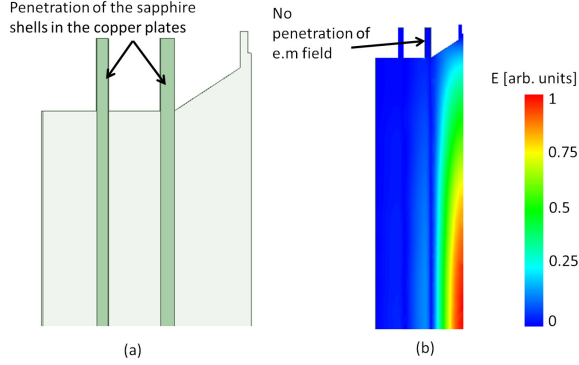 Penetration of the sapphire
shells in the copper plates
No
penetration of
e.m field
E [arb. units]
1
0.75
0.5
0.25
0
(a)
(b)